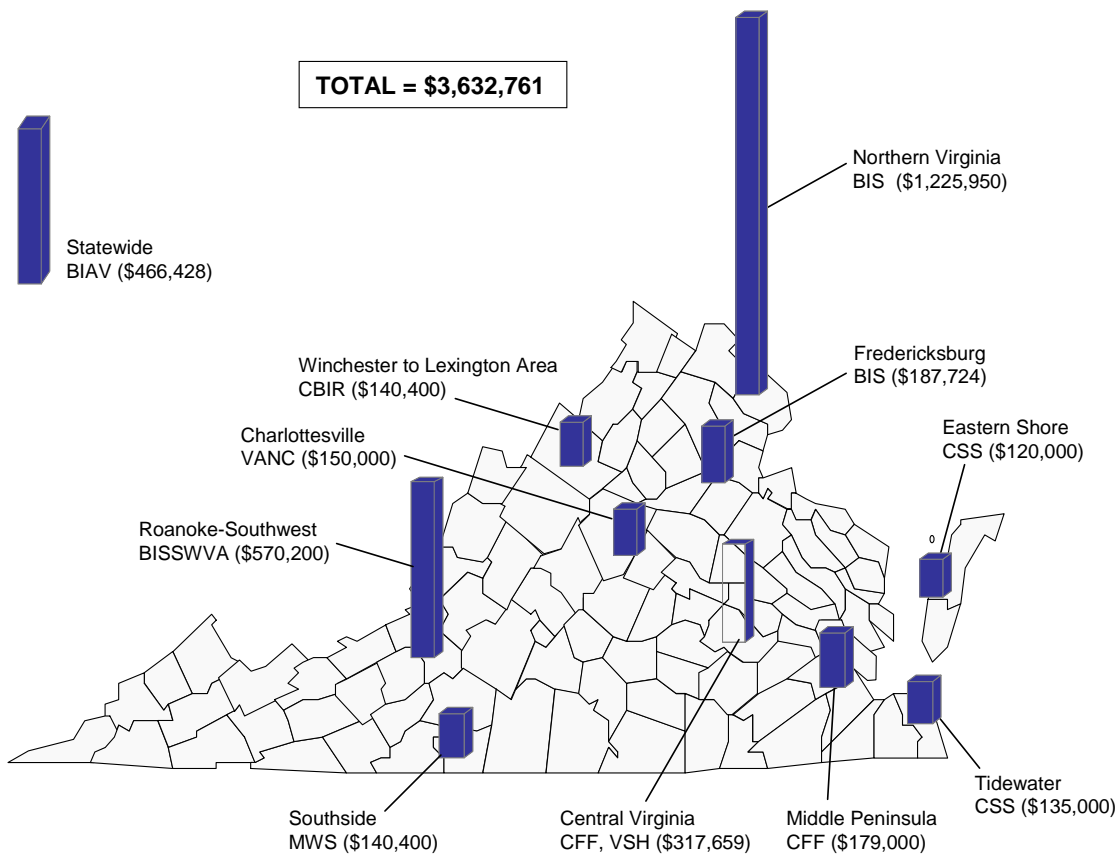 TOTAL = $3,632,761
Northern Virginia
BIS ($1,225,950)
Statewide
BIAV ($466,428)
Winchester to Lexington Area
CBIR ($140,400)
Fredericksburg
BIS ($187,724)
Charlottesville
VANC ($150,000)
Eastern Shore
CSS ($120,000)
Roanoke-Southwest
BISSWVA ($570,200)
Tidewater
CSS ($135,000)
Southside
MWS ($140,400)
Central Virginia
CFF, VSH ($317,659)
Middle Peninsula
CFF ($179,000)